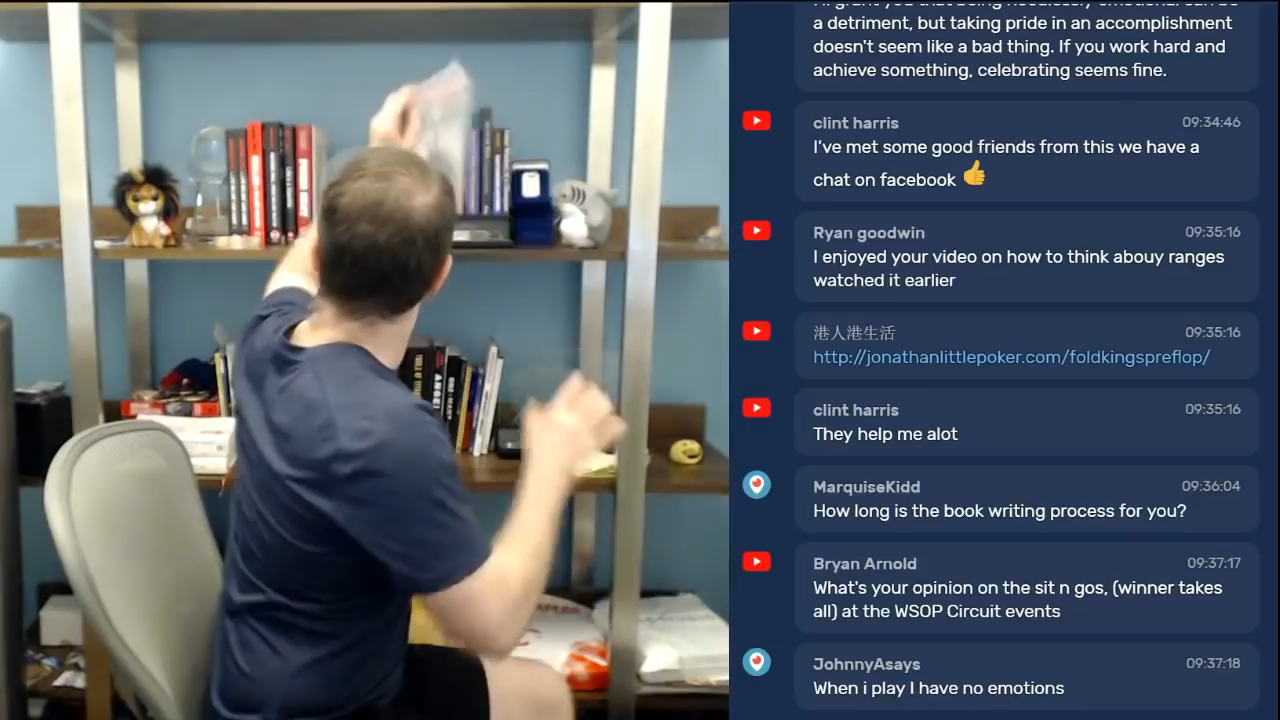 a detriment, but taking pride in an accomplishment
doesn't seem like a bad thing. If you work hard and
achieve something, celebrating seems fine.
clint harris 09:34:46
I've met some good friends from this we have a
chat on facebook 👍
Ryan goodwin 09:35:16
I enjoyed your video on how to think abouy ranges
watched it earlier
港人港生活 09:35:16
http://jonathanlittlepoker.com/foldkingspreflop/
clint harris 09:35:16
They help me alot
MarquiseKidd 09:36:04
How long is the book writing process for you?
Bryan Arnold 09:37:17
What's your opinion on the sit n gos, (winner takes
all) at the WSOP Circuit events
JohnnyAsays 09:37:18
When i play I have no emotions